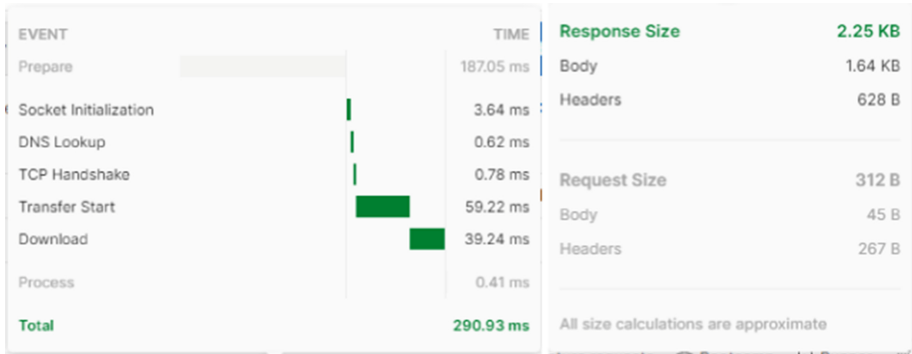 EVENT TIME
Prepare 187.05 ms
Socket Initialization 3.64 ms
DNS Lookup 0.62 ms
TCP Handshake 0.78 ms
Transfer Start 59.22 ms
Download 39.24 ms
Process 0.41 ms
Total 290.93 ms
Response Size 2.25 KB
Body 1.64 KB
Headers 628 B
Request Size 312 B
Body 45 B
Headers 267 B
All size calculations are approximate